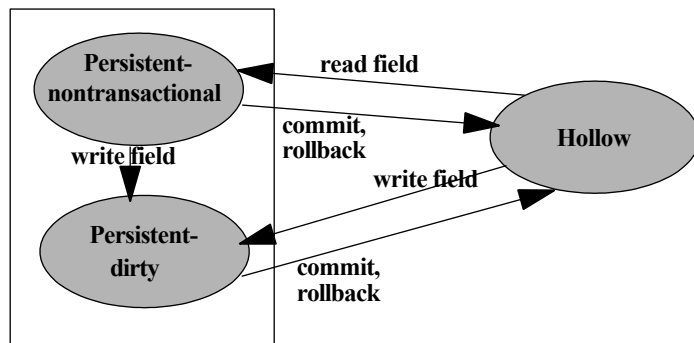 Persistent-
nontransactional
read field
commit,
rollback
Hollow
write field
write field
Persistent-
dirty
commit,
rollback